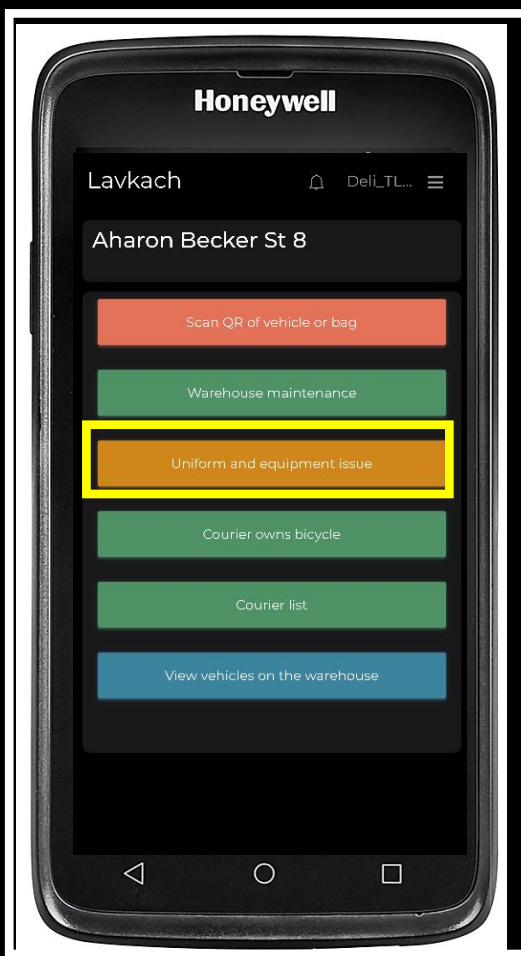 Honeywell
Lavkach
Deli_TL...
Aharon Becker St 8
Scan QR of vehicle or bag
Warehouse maintenance
Uniform and equipment issue
Courier owns bicycle
Courier list
View vehicles on the warehouse